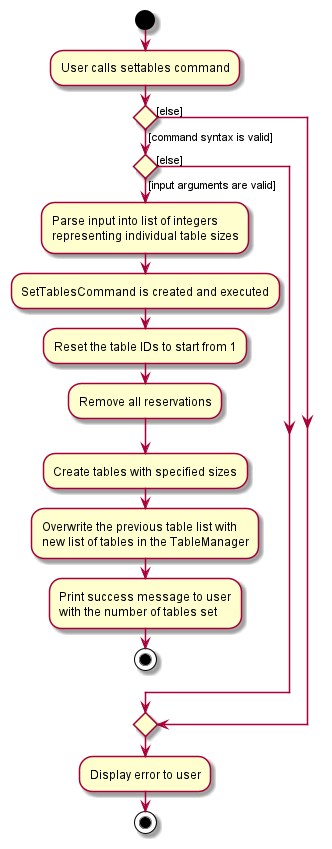 User calls settables command
[else]
[command syntax is valid]
[else]
[input arguments are valid]
Parse input into list of integers
representing individual table sizes
SetTablesCommand is created and executed
Reset the table IDs to start from 1
Remove all reservations
Create tables with specified sizes
Overwrite the previous table list with
new list of tables in the TableManager
Print success message to user
with the number of tables set
Display error to user